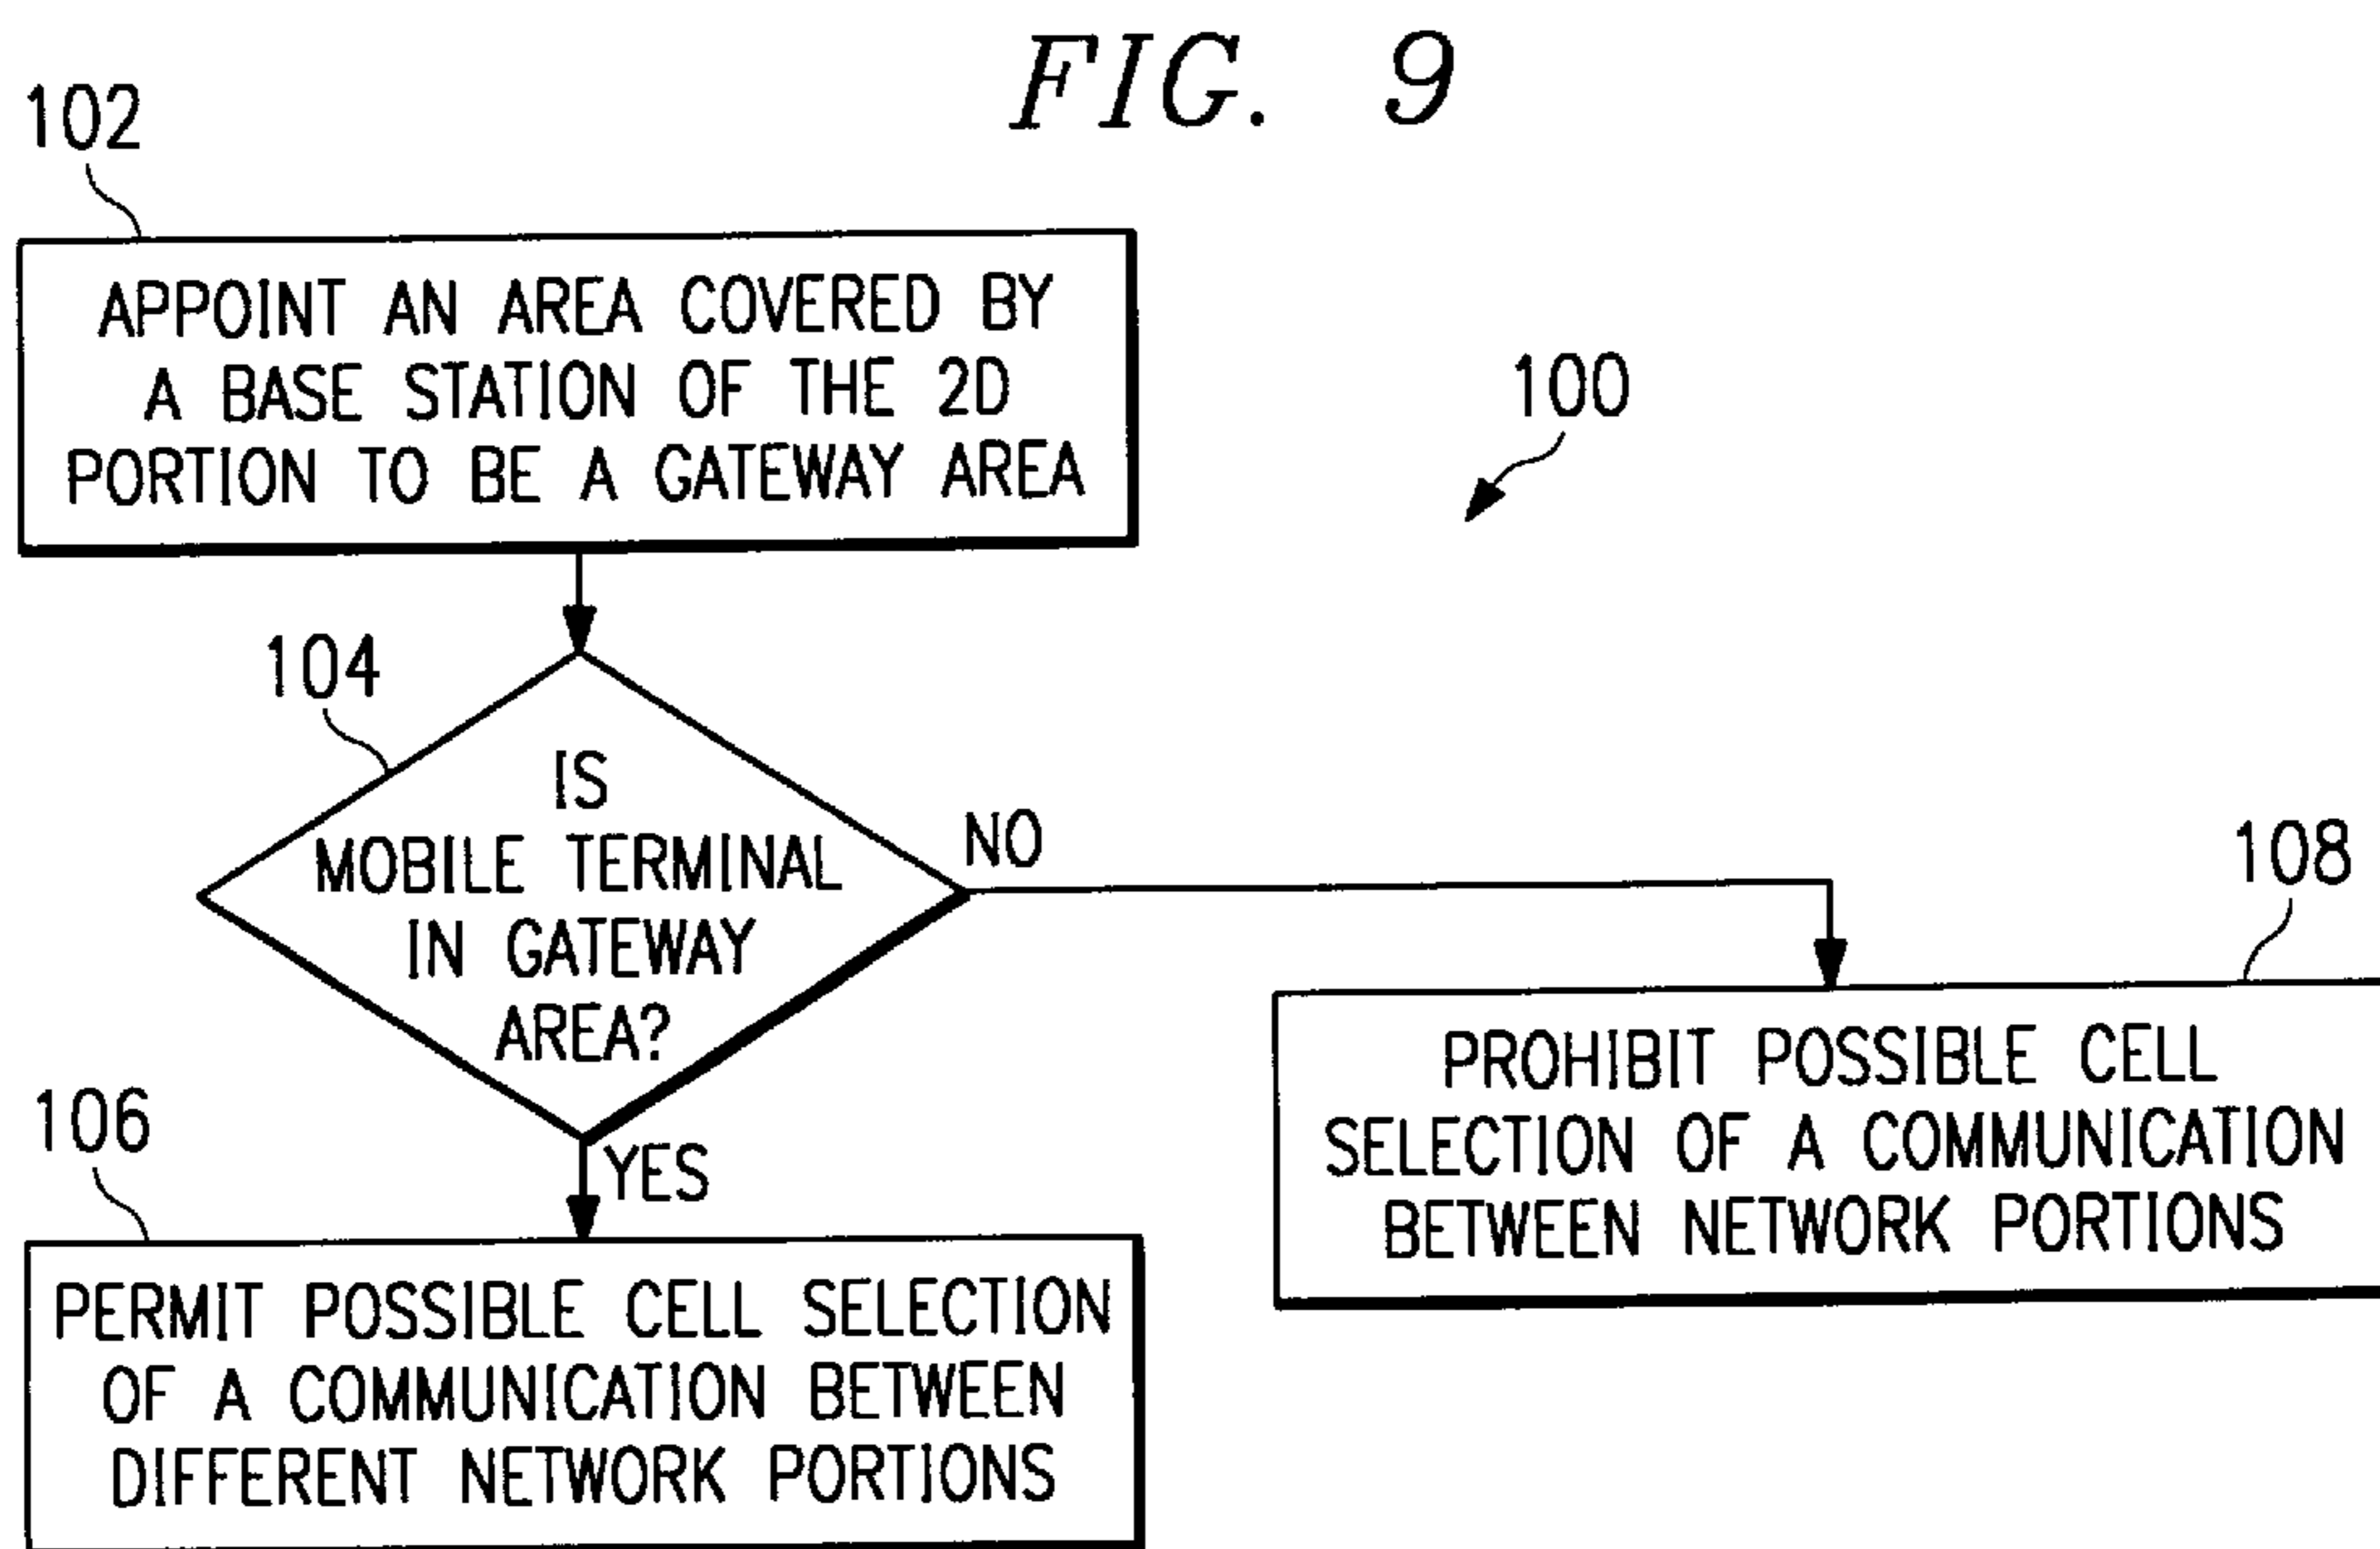 FIG. 9
102
APPOINT AN AREA COVERED BY
A BASE STATION OF THE 2D
PORTION TO BE A GATEWAY AREA
100
104
IS
MOBILE TERMINAL
IN GATEWAY
AREA?
NO
108
PROHIBIT POSSIBLE CELL
SELECTION OF A COMMUNICATION
BETWEEN NETWORK PORTIONS
106
YES
PERMIT POSSIBLE CELL SELECTION
OF A COMMUNICATION BETWEEN
DIFFERENT NETWORK PORTIONS